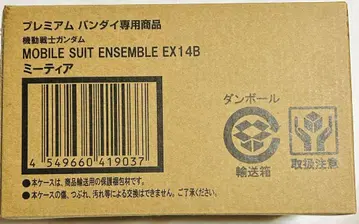 プレミアム バンダイ専用商品
機動戦士ガンダム
MOBILE SUIT ENSEMBLE EX14B
ミーティア
ダンボール
輸送箱
取扱注意
4 549660 419037
●本ケースは、商品輸送用の保護梱包材です。
●本ケースの傷、つぶれ、汚れ等による交換はできません。ご了承ください。